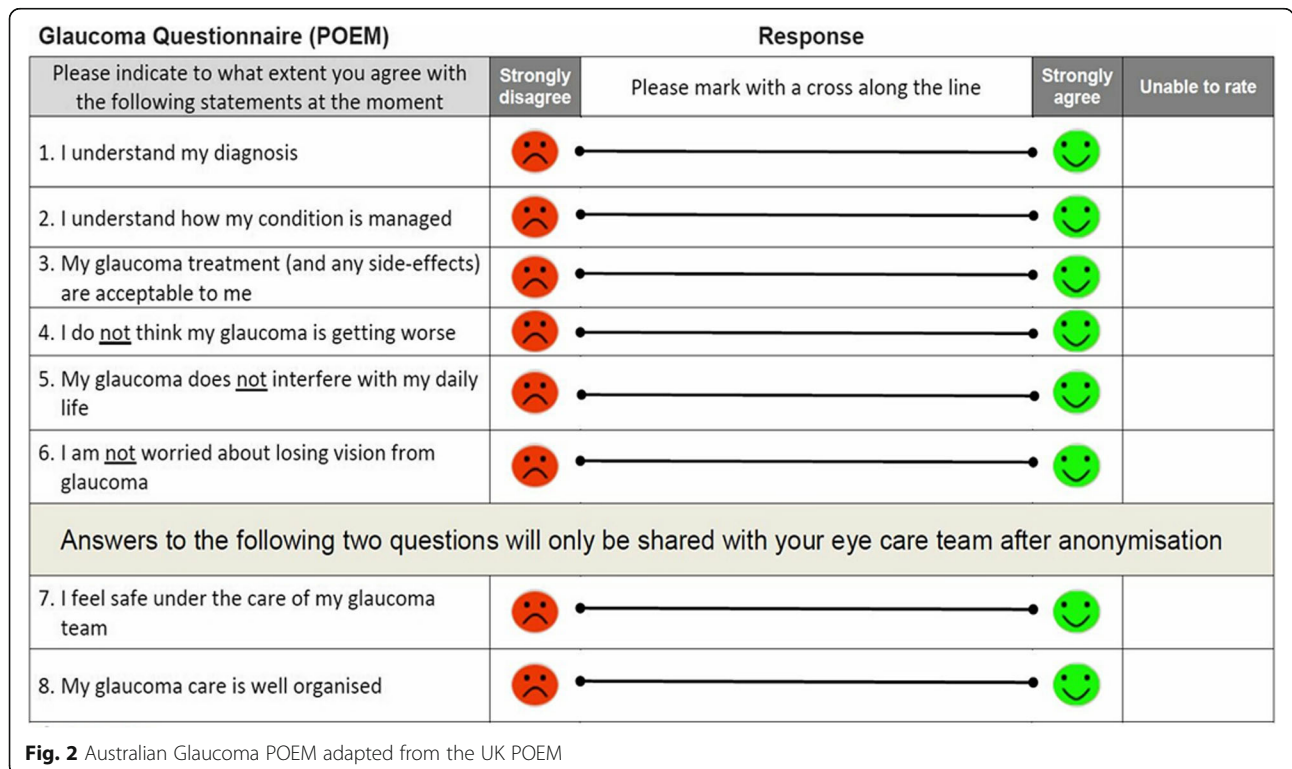 Glaucoma Questionnaire (POEM)
Response
Please indicate to what extent you agree with
the following statements at the moment
Strongly
disagree
Please mark with a cross along the line
Strongly
agree
Unable to rate
1. I understand my diagnosis
2. I understand how my condition is managed
3. My glaucoma treatment (and any side-effects)
are acceptable to me
4. I do not think my glaucoma is getting worse
5. My glaucoma does not interfere with my daily
life
6. I am not worried about losing vision from
glaucoma
Answers to the following two questions will only be shared with your eye care team after anonymisation
7. I feel safe under the care of my glaucoma
team
8. My glaucoma care is well organised
Fig. 2 Australian Glaucoma POEM adapted from the UK POEM